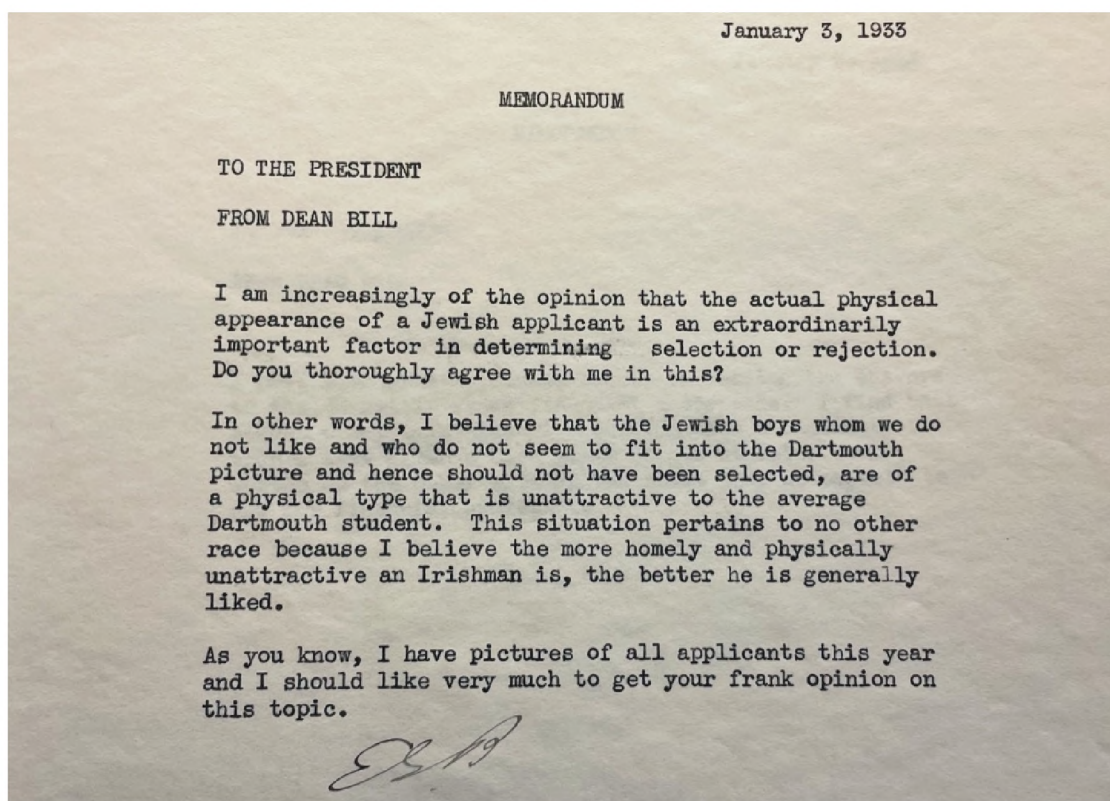 January 3, 1933
MEMORANDUM
TO THE PRESIDENT
FROM DEAN BILL
I am increasingly of the opinion that the actual physical
appearance of a Jewish applicant is an extraordinarily
important factor in determining selection or rejection.
Do you thoroughly agree with me in this?
In other words, I believe that the Jewish boys whom we do
not like and who do not seem to fit into the Dartmouth
picture and hence should not have been selected, are of
a physical type that is unattractive to the average
Dartmouth student. This situation pertains to no other
race because I believe the more homely and physically
unattractive an Irishman is, the better he is generally
liked.
As you know, I have pictures of all applicants this year
and I should like very much to get your frank opinion on
this topic.